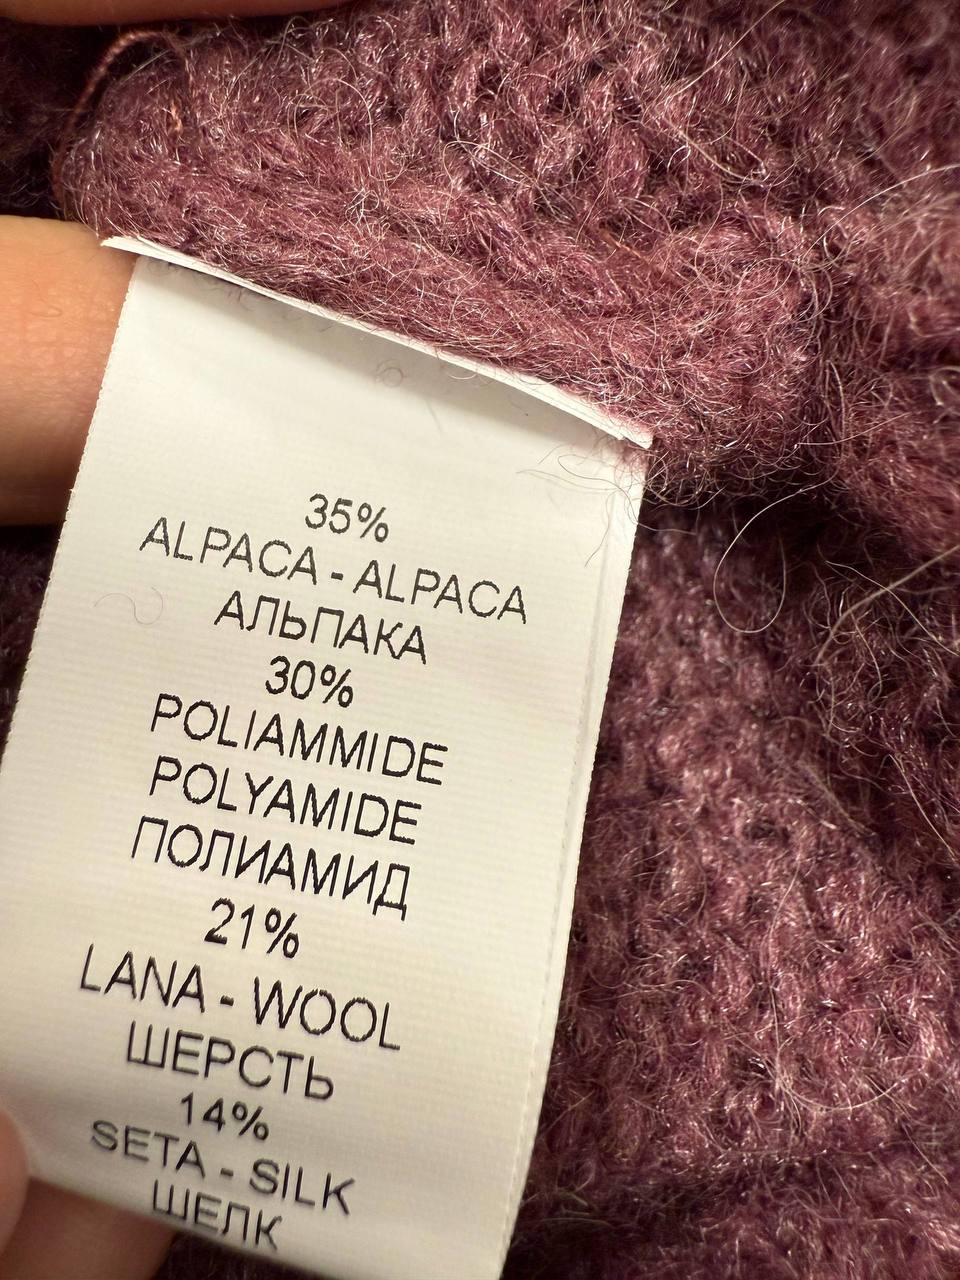 35%
ALPACA - ALPACA
АЛЬПАКА
30%
POLIAMMIDE
POLYAMIDE
ПОЛИАМИД
21%
LANA - WOOL
ШЕРСТЬ
14%
SETA - SILK
ШЕЛК